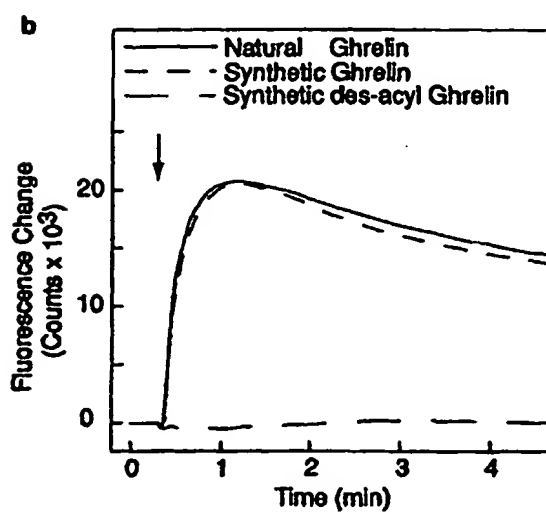 b
Natural Ghrelin
Synthetic Ghrelin
Synthetic des-acyl Ghrelin
Fluorescence Change
(Counts x 10³)
20
10
0
0 1 2 3 4
Time (min)